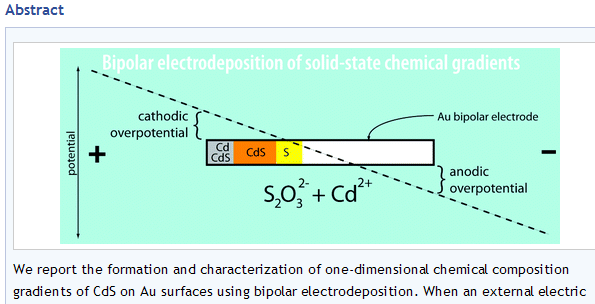 Abstract
Bipolar electrodeposition of solid-state chemical gradients
cathodic
overpotential
Au bipolar electrode
potential
+
Cd
CdS
CdS
S
−
anodic
overpotential
S₂O₃²⁻ + Cd²⁺
We report the formation and characterization of one-dimensional chemical composition
gradients of CdS on Au surfaces using bipolar electrodeposition. When an external electric